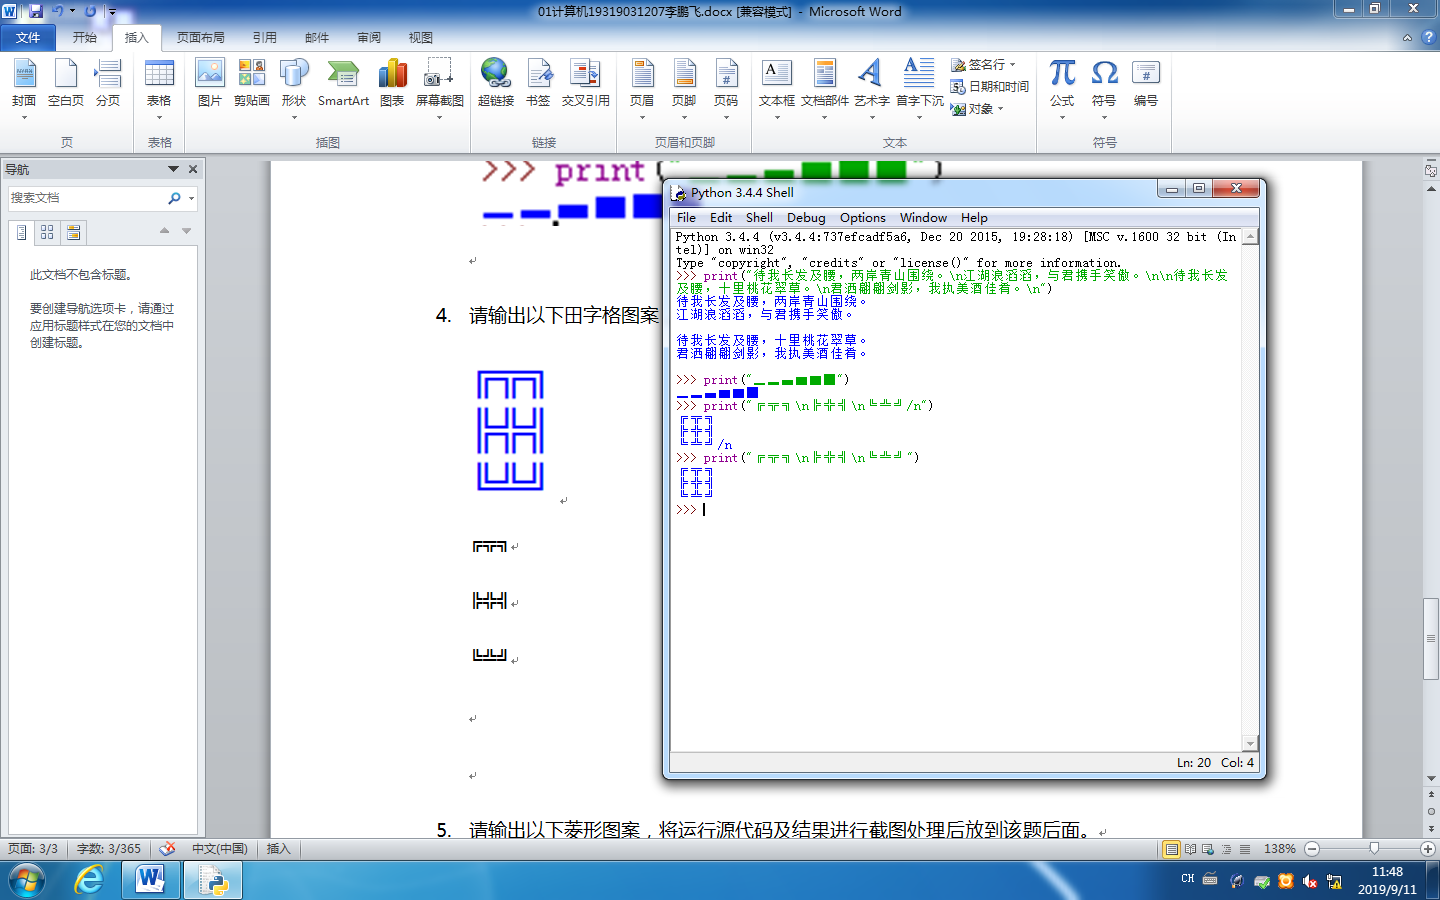 01计算机19319031207李鹏飞.docx [兼容模式] - Microsoft Word
文件 开始 插入 页面布局 引用 邮件 审阅 视图
封面 空白页 分页 表格 图片 剪贴画 形状 SmartArt 图表 屏幕截图 超链接 书签 交叉引用 页眉 页脚 页码 文本框 文档部件 艺术字 首字下沉 签名行 公式 符号 编号
日期和时间
对象
页 表格 插图 链接 页眉和页脚 文本 符号
导航
搜索文档
此文档不包含标题。
要创建导航选项卡，请通过
应用标题样式在您的文档中
创建标题。
>>> print("▁▂▃▅▆▇")
▁▂▃▅▆
4. 请输出以下田字格图案
╔╦╗
╠╬╣
╚╩╝
╔╦╗
╠╬╣
╚╩╝
5. 请输出以下菱形图案，将运行源代码及结果进行截图处理后放到该题后面。
Python 3.4.4 Shell
File Edit Shell Debug Options Window Help
Python 3.4.4 (v3.4.4:737efcadf5a6, Dec 20 2015, 19:28:18) [MSC v.1600 32 bit (In
tel)] on win32
Type "copyright", "credits" or "license()" for more information.
>>> print("待我长发及腰，两岸青山围绕。\n江湖浪滔滔，与君携手笑傲。\n\n待我长发
及腰，十里桃花翠草。\n君洒翩翩剑影，我执美酒佳肴。\n")
待我长发及腰，两岸青山围绕。
江湖浪滔滔，与君携手笑傲。
待我长发及腰，十里桃花翠草。
君洒翩翩剑影，我执美酒佳肴。
>>> print("▁▂▃▅▆▇")
▁▂▃▅▆▇
>>> print("╔╦╗\n╠╬╣\n╚╩╝/n")
╔╦╗
╠╬╣
╚╩╝/n
>>> print("╔╦╗\n╠╬╣\n╚╩╝")
╔╦╗
╠╬╣
╚╩╝
>>>
Ln: 20 Col: 4
页面: 3/3 字数: 3/365 中文(中国) 插入 138%
CH 11:48
2019/9/11